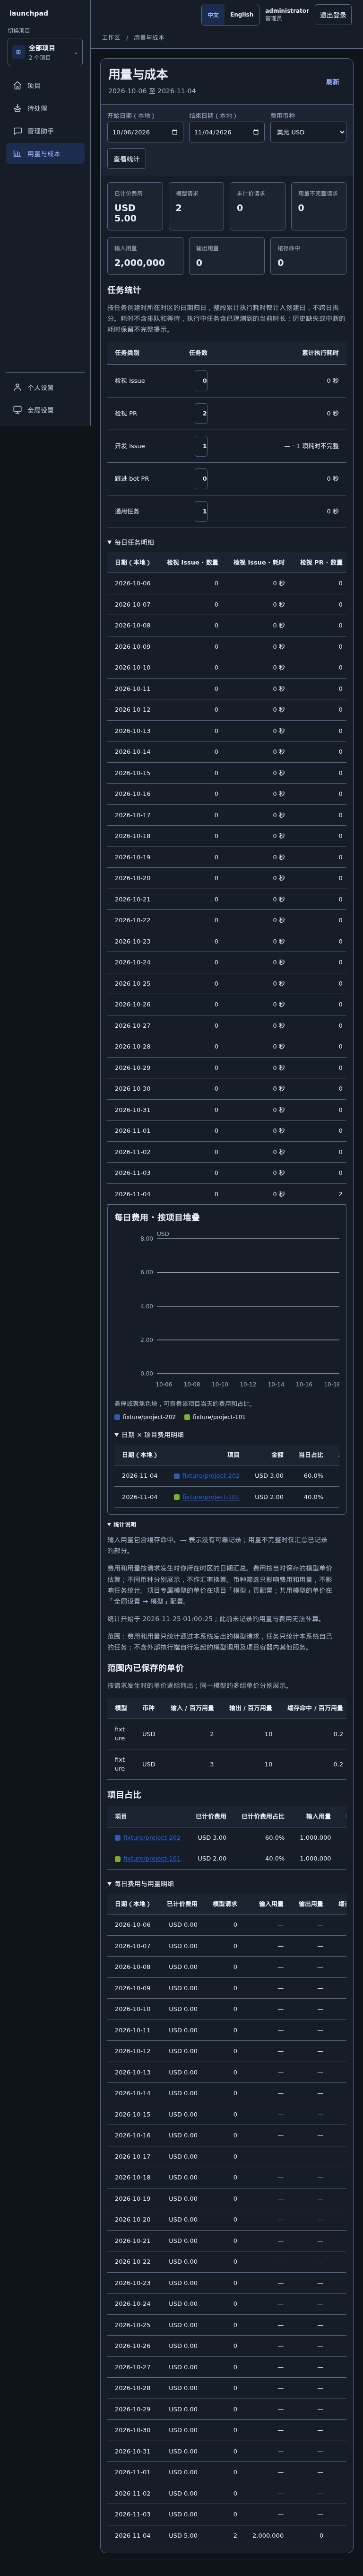 launchpad
切换项目
全部项目
2 个项目
项目
待处理
管理助手
用量与成本
个人设置
全局设置
中文 English
administrator
管理员
退出登录
工作区 / 用量与成本
用量与成本
2026-10-06 至 2026-11-04
刷新
开始日期（本地） 结束日期（本地） 费用币种
10/06/2026 11/04/2026 美元 USD
查看统计
已计价费用 模型请求 未计价请求 用量不完整请求
USD 5.00 2 0 0
输入用量 输出用量 缓存命中
2,000,000 0 0
任务统计
按任务创建时所在时区的日期归日，整段累计执行耗时都计入创建日，不跨日拆
分。耗时不含排队和等待，执行中任务含已观测到的当前时长；历史缺失或中断的
耗时保留不完整提示。
任务类别 任务数 累计执行耗时
检视 Issue 0 0 秒
检视 PR 2 0 秒
开发 Issue 1 — · 1 项耗时不完整
跟进 bot PR 0 0 秒
通用任务 1 0 秒
▼ 每日任务明细
日期（本地） 检视 Issue · 数量 检视 Issue · 耗时 检视 PR · 数量
2026-10-06 0 0 秒 0
2026-10-07 0 0 秒 0
2026-10-08 0 0 秒 0
2026-10-09 0 0 秒 0
2026-10-10 0 0 秒 0
2026-10-11 0 0 秒 0
2026-10-12 0 0 秒 0
2026-10-13 0 0 秒 0
2026-10-14 0 0 秒 0
2026-10-15 0 0 秒 0
2026-10-16 0 0 秒 0
2026-10-17 0 0 秒 0
2026-10-18 0 0 秒 0
2026-10-19 0 0 秒 0
2026-10-20 0 0 秒 0
2026-10-21 0 0 秒 0
2026-10-22 0 0 秒 0
2026-10-23 0 0 秒 0
2026-10-24 0 0 秒 0
2026-10-25 0 0 秒 0
2026-10-26 0 0 秒 0
2026-10-27 0 0 秒 0
2026-10-28 0 0 秒 0
2026-10-29 0 0 秒 0
2026-10-30 0 0 秒 0
2026-10-31 0 0 秒 0
2026-11-01 0 0 秒 0
2026-11-02 0 0 秒 0
2026-11-03 0 0 秒 0
2026-11-04 0 0 秒 2
每日费用 · 按项目堆叠
USD
8.00
6.00
4.00
2.00
0.00
10-06 10-08 10-10 10-12 10-14 10-16
悬停或聚焦色块，可查看该项目当天的费用和占比。
fixture/project-202 fixture/project-101
▼ 日期 × 项目费用明细
日期（本地） 项目 金额 当日占比
2026-11-04 fixture/project-202 USD 3.00 60.0%
2026-11-04 fixture/project-101 USD 2.00 40.0%
▼ 统计说明
输入用量包含缓存命中。— 表示没有可靠记录；用量不完整时仅汇总已记录
的部分。
费用和用量按请求发生时你所在时区的日期汇总。费用按当时保存的模型单价
估算；不同币种分别展示，不作汇率换算。币种筛选只影响费用和用量，不影
响任务统计。项目专属模型的单价在项目「模型」页配置；共用模型的单价在
「全局设置 → 模型」配置。
统计开始于 2026-11-25 01:00:25；此前未记录的用量与费用无法补算。
范围：费用和用量只统计通过本系统发出的模型请求，任务只统计本系统自己
的任务；不含外部执行端自行发起的模型调用及项目容器内其他服务。
范围内已保存的单价
按请求发生时的单价逐组列出；同一模型的多组单价分别展示。
模型 币种 输入 / 百万用量 输出 / 百万用量 缓存命中 / 百万用量
fixture USD 2 10 0.2
fixture USD 3 10 0.2
项目占比
项目 已计价费用 已计价费用占比 输入用量
fixture/project-202 USD 3.00 60.0% 1,000,000
fixture/project-101 USD 2.00 40.0% 1,000,000
▼ 每日费用与用量明细
日期（本地） 已计价费用 模型请求 输入用量 输出用量
2026-10-06 USD 0.00 0 — —
2026-10-07 USD 0.00 0 — —
2026-10-08 USD 0.00 0 — —
2026-10-09 USD 0.00 0 — —
2026-10-10 USD 0.00 0 — —
2026-10-11 USD 0.00 0 — —
2026-10-12 USD 0.00 0 — —
2026-10-13 USD 0.00 0 — —
2026-10-14 USD 0.00 0 — —
2026-10-15 USD 0.00 0 — —
2026-10-16 USD 0.00 0 — —
2026-10-17 USD 0.00 0 — —
2026-10-18 USD 0.00 0 — —
2026-10-19 USD 0.00 0 — —
2026-10-20 USD 0.00 0 — —
2026-10-21 USD 0.00 0 — —
2026-10-22 USD 0.00 0 — —
2026-10-23 USD 0.00 0 — —
2026-10-24 USD 0.00 0 — —
2026-10-25 USD 0.00 0 — —
2026-10-26 USD 0.00 0 — —
2026-10-27 USD 0.00 0 — —
2026-10-28 USD 0.00 0 — —
2026-10-29 USD 0.00 0 — —
2026-10-30 USD 0.00 0 — —
2026-10-31 USD 0.00 0 — —
2026-11-01 USD 0.00 0 — —
2026-11-02 USD 0.00 0 — —
2026-11-03 USD 0.00 0 — —
2026-11-04 USD 5.00 2 2,000,000 0